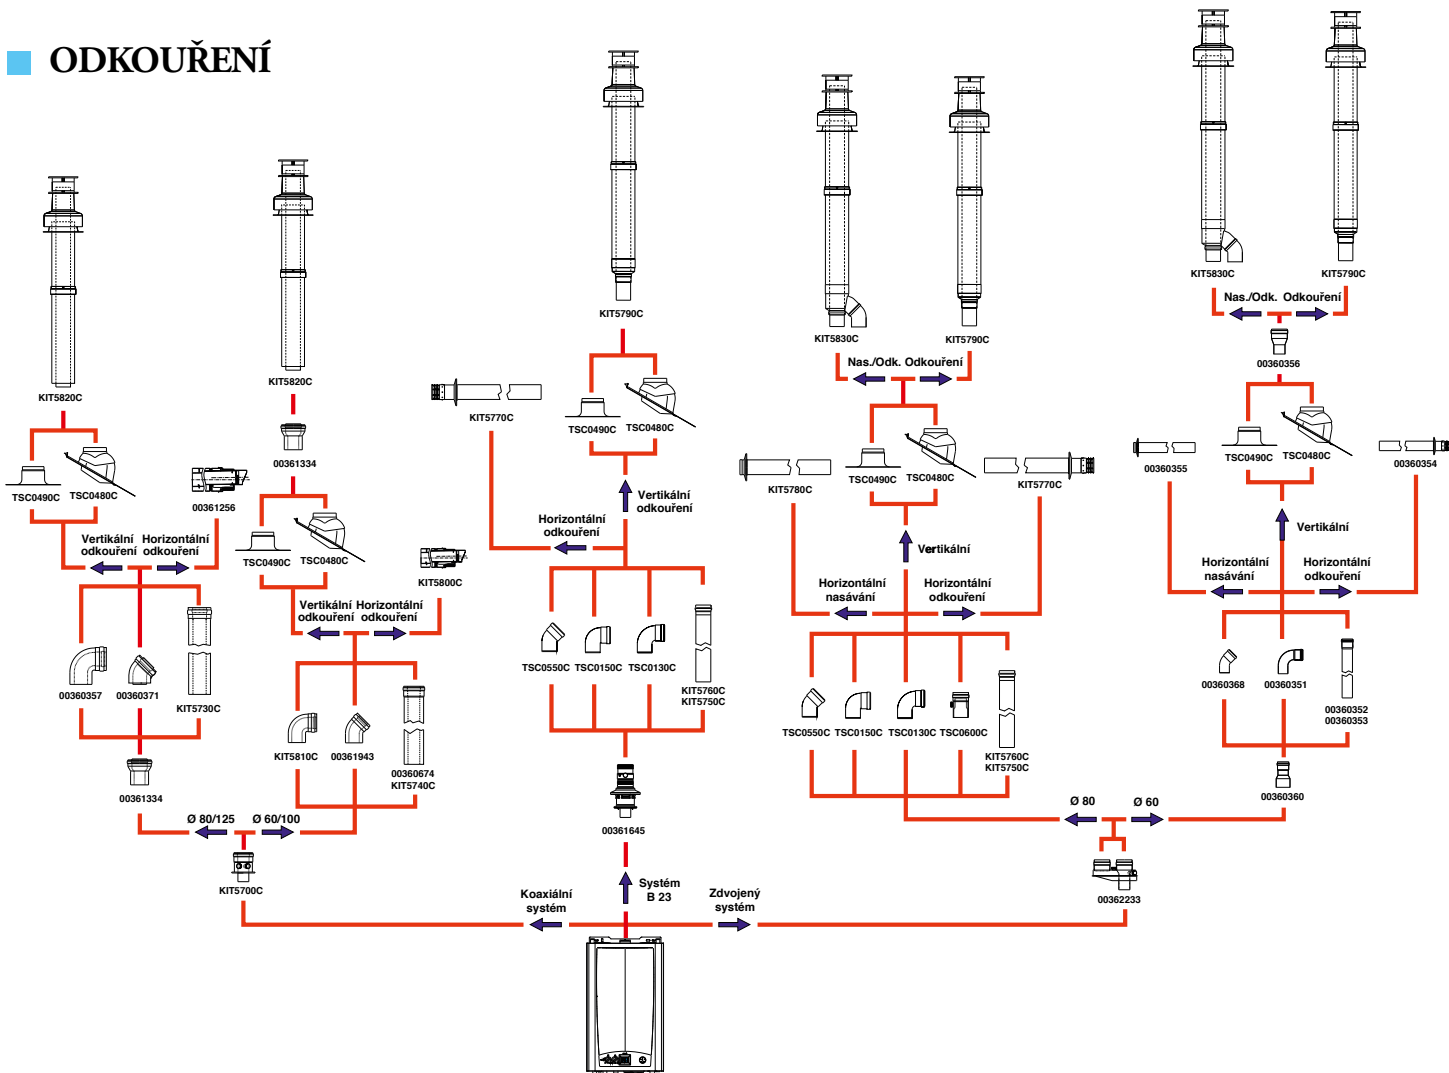 ODKOUŘENÍ
KIT5820C
TSC0490C
TSC0480C
00361256
Vertikální
odkouření
Horizontální
odkouření
00360357
00360371
KIT5730C
00361334
Ø 80/125
Ø 60/100
KIT5700C
KIT5820C
00361334
TSC0490C
TSC0480C
KIT5800C
Vertikální
odkouření
Horizontální
odkouření
KIT5810C
00361943
00360674
KIT5740C
KIT5790C
KIT5770C
TSC0490C
TSC0480C
Vertikální
odkouření
Horizontální
odkouření
TSC0550C
TSC0150C
TSC0130C
KIT5760C
KIT5750C
00361645
Systém
B 23
Koaxiální
systém
Zdvojený
systém
KIT5830C
KIT5790C
Nas./Odk. Odkouření
KIT5780C
TSC0490C
TSC0480C
KIT5770C
Vertikální
Horizontální
nasávání
Horizontální
odkouření
TSC0550C
TSC0150C
TSC0130C
TSC0600C
KIT5760C
KIT5750C
Ø 80
Ø 60
00362233
KIT5830C
KIT5790C
Nas./Odk. Odkouření
00360356
00360355
TSC0490C
TSC0480C
00360354
Vertikální
Horizontální
nasávání
Horizontální
odkouření
00360368
00360351
00360352
00360353
00360360